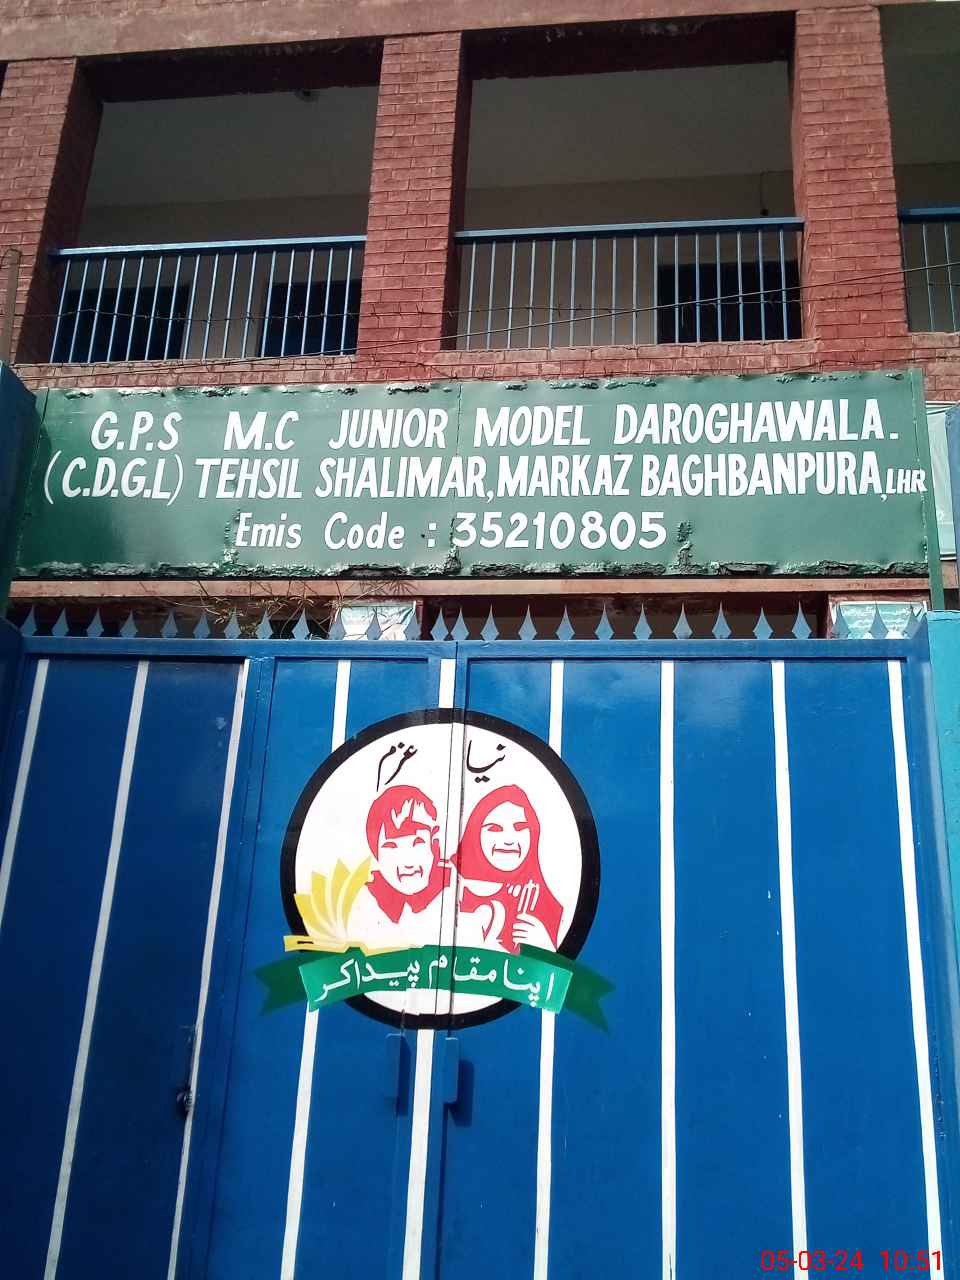 G.P.S M.C JUNIOR MODEL DAROGHAWALA.
(C.D.G.L) TEHSIL SHALIMAR, MARKAZ BAGHBANPURA, LHR
Emis Code : 35210805
نیا عزم
اپنا مقام پیدا کر
05-03-24 10:51